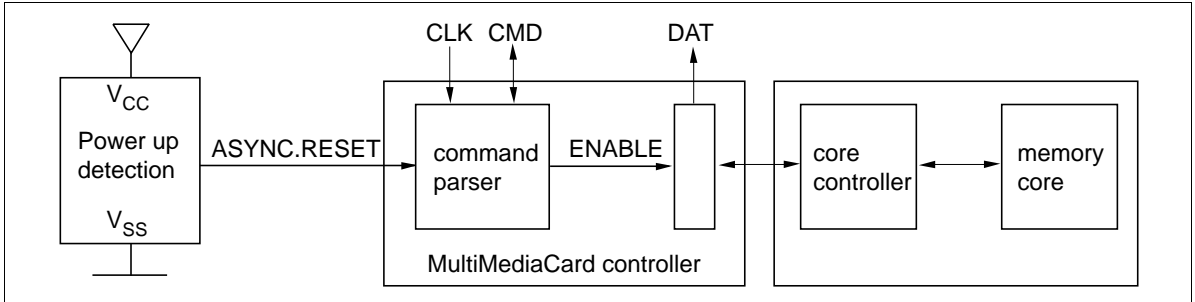 CLK CMD DAT
VCC
Power up
detection
VSS
ASYNC.RESET
command
parser
ENABLE
core
controller
memory
core
MultiMediaCard controller